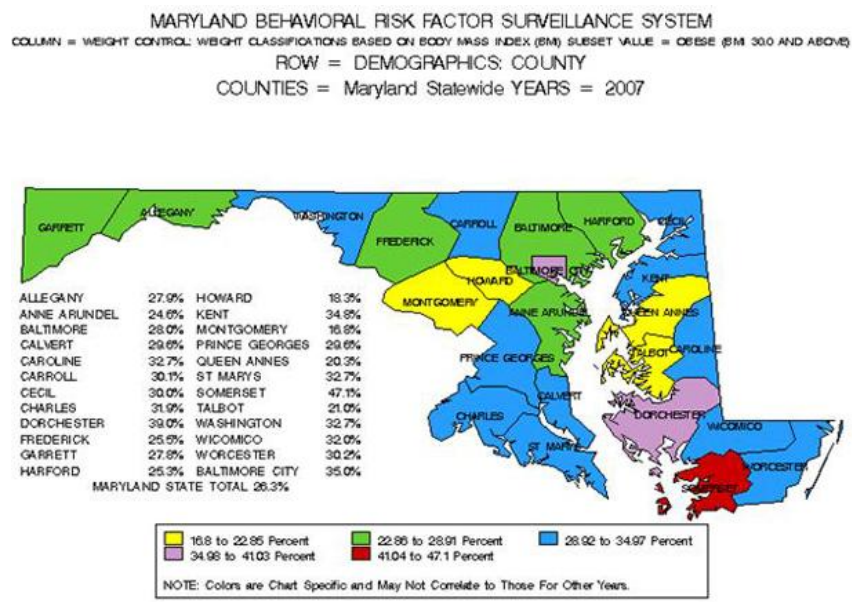 MARYLAND BEHAVIORAL RISK FACTOR SURVEILLANCE SYSTEM
COLUMN = WEIGHT CONTROL: WEIGHT CLASSIFICATIONS BASED ON BODY MASS INDEX (BMI) SUBSET VALUE = OBESE (BMI 30.0 AND ABOVE)
ROW = DEMOGRAPHICS: COUNTY
COUNTIES = Maryland Statewide YEARS = 2007
GARRETT
ALLEGANY
WASHINGTON
FREDERICK
CARROLL
BALTIMORE
HARFORD
CECIL
BALTIMORE CITY
HOWARD
KENT
MONTGOMERY
ANNE ARUNDEL
QUEEN ANNES
TALBOT
CAROLINE
PRINCE GEORGES
CALVERT
CHARLES
ST MARYS
DORCHESTER
WICOMICO
WORCESTER
SOMERSET
ALLEGANY 27.9% HOWARD 18.3%
ANNE ARUNDEL 24.6% KENT 34.8%
BALTIMORE 28.0% MONTGOMERY 16.8%
CALVERT 29.6% PRINCE GEORGES 29.6%
CAROLINE 32.7% QUEEN ANNES 20.3%
CARROLL 30.1% ST MARYS 32.7%
CECIL 30.0% SOMERSET 47.1%
CHARLES 31.9% TALBOT 21.0%
DORCHESTER 39.0% WASHINGTON 32.7%
FREDERICK 25.5% WICOMICO 32.0%
GARRETT 27.8% WORCESTER 30.2%
HARFORD 25.3% BALTIMORE CITY 35.0%
MARYLAND STATE TOTAL 26.3%
16.8 to 22.85 Percent 22.86 to 28.91 Percent 28.92 to 34.97 Percent
34.98 to 41.03 Percent 41.04 to 47.1 Percent
NOTE: Colors are Chart Specific and May Not Correlate to Those For Other Years.